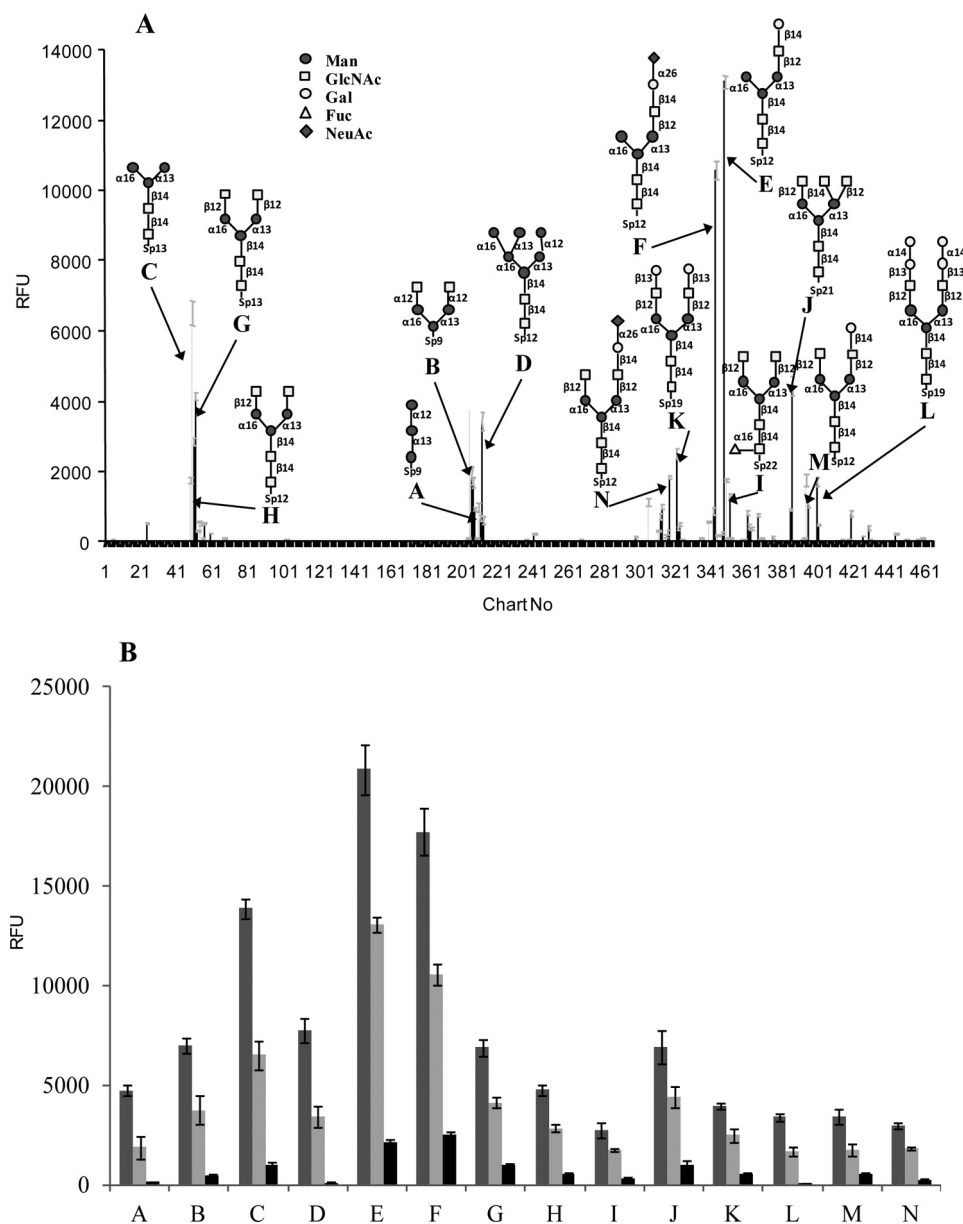 A
14000
12000
10000
8000
6000
4000
2000
0
RFU
Man
GlcNAc
Gal
Fuc
NeuAc
α16 α13
β14
β14
Sp13
C
β12 β12
α16 α13
β14
β14
Sp13
G
β12
α16 α13
β14
β14
Sp12
H
α12
α13
Sp9
A
α12 α12
α16 α13
Sp9
B
α16 α13 α12
α16 α13
β14
β14
Sp12
D
α26
β14
β12
α16 α13
β14
β14
Sp12
F
β14
β12
α16 α13
β14
β14
Sp12
E
α26
β14
β12 β12
α16 α13
β14
β14
Sp12
N
β13 β13
β12 β12
α16 α13
β14
β14
Sp19
K
β12 β14 β12
α16 α13
β14
β14
Sp21
J
β12 β12
α16 α13
β14
α16 β14
Sp22
I
β14
β12 β12
α16 α13
β14
β14
Sp12
M
α14 α14
β13 β13
β12 β12
α16 α13
β14
β14
Sp19
L
1 21 41 61 81 101 121 141 161 181 201 221 241 261 281 301 321 341 361 381 401 421 441 461
Chart No
B
25000
20000
15000
10000
5000
0
RFU
A B C D E F G H I J K L M N